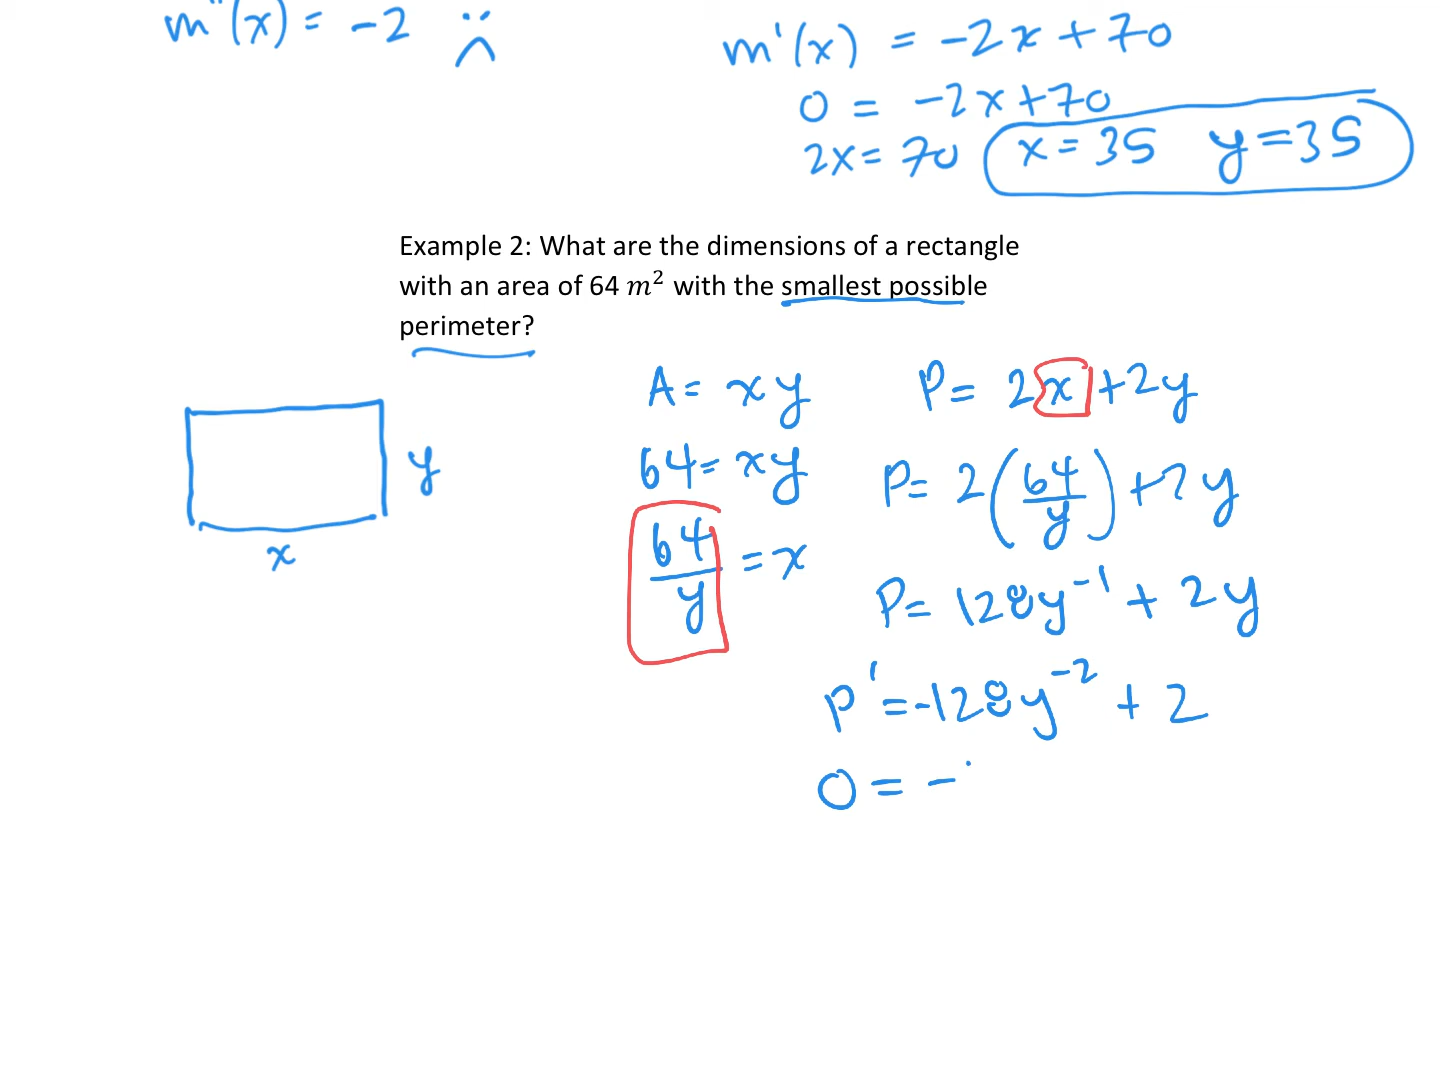 m''(x) = -2
m'(x) = -2x + 70
0 = -2x + 70
2x = 70 x = 35 y = 35
Example 2: What are the dimensions of a rectangle
with an area of 64 m² with the smallest possible
perimeter?
y
x
A = xy
64 = xy
64/y = x
P = 2x + 2y
P = 2(64/y) + 2y
P = 128y⁻¹ + 2y
P' = -128y⁻² + 2
0 = -